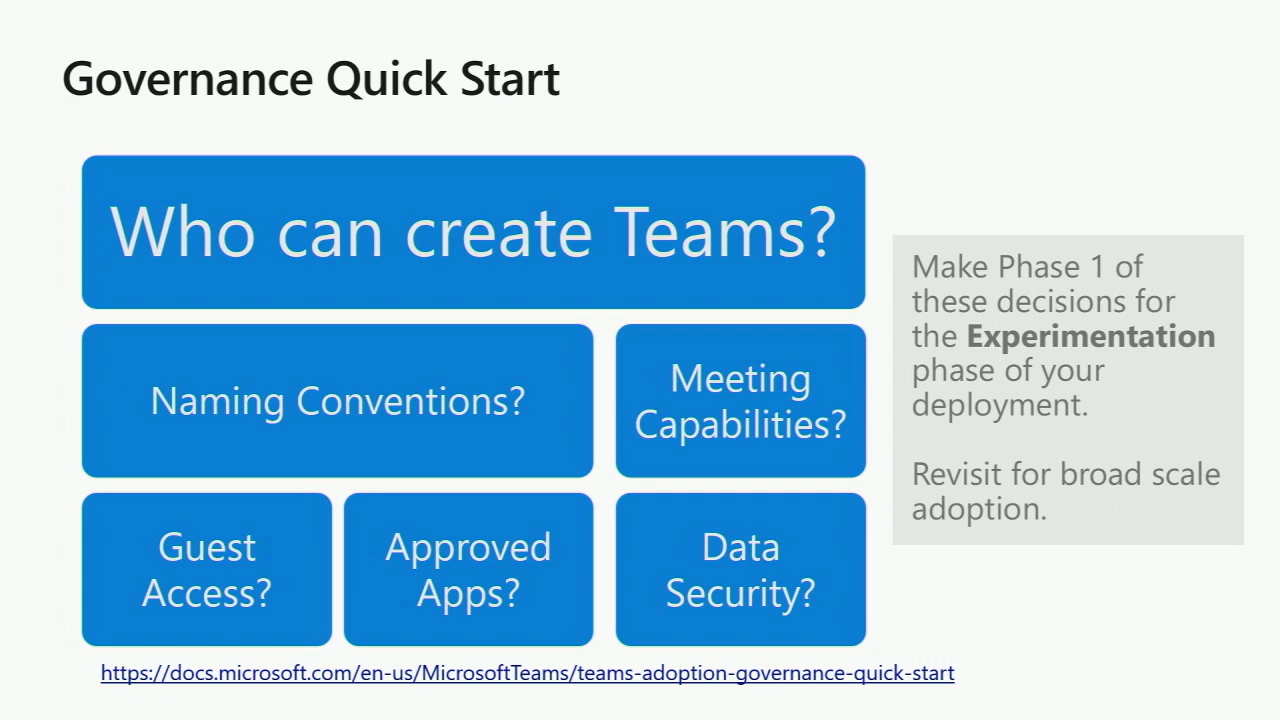 Governance Quick Start
Who can create Teams?
Naming Conventions?
Meeting
Capabilities?
Guest
Access?
Approved
Apps?
Data
Security?
Make Phase 1 of
these decisions for
the Experimentation
phase of your
deployment.
Revisit for broad scale
adoption.
https://docs.microsoft.com/en-us/MicrosoftTeams/teams-adoption-governance-quick-start